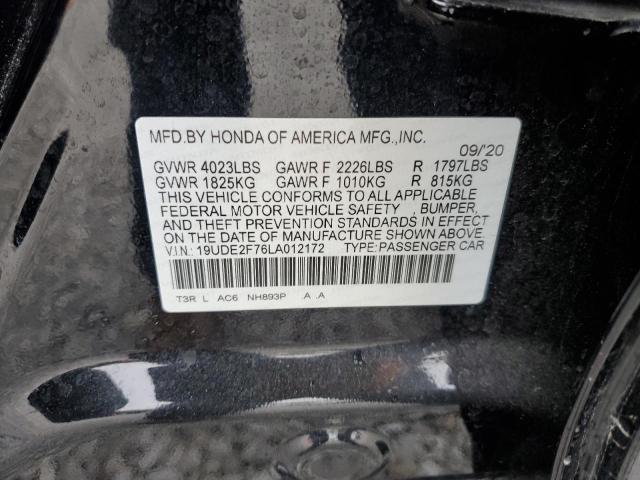 MFD.BY HONDA OF AMERICA MFG.,INC.
09/'20
GVWR 4023LBS GAWR F 2226LBS R 1797LBS
GVWR 1825KG GAWR F 1010KG R 815KG
THIS VEHICLE CONFORMS TO ALL APPLICABLE
FEDERAL MOTOR VEHICLE SAFETY , BUMPER,
AND THEFT PREVENTION STANDARDS IN EFFECT
ON THE DATE OF MANUFACTURE SHOWN ABOVE.
V.I.N.: 19UDE2F76LA012172 TYPE:PASSENGER CAR
T3R L AC6 NH893P .A .A